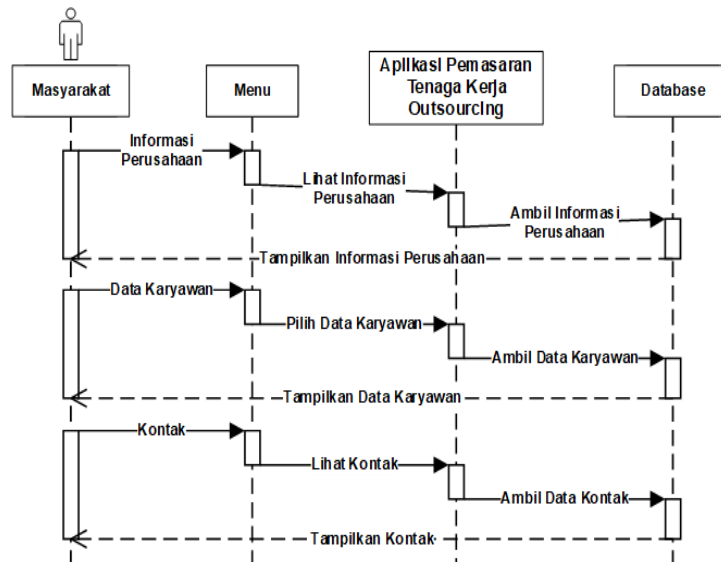 Masyarakat
Menu
Aplikasi Pemasaran
Tenaga Kerja
Outsourcing
Database
Informasi
Perusahaan
Lihat Informasi
Perusahaan
Ambil Informasi
Perusahaan
Tampilkan Informasi Perusahaan
Data Karyawan
Pilih Data Karyawan
Ambil Data Karyawan
Tampilkan Data Karyawan
Kontak
Lihat Kontak
Ambil Data Kontak
Tampilkan Kontak